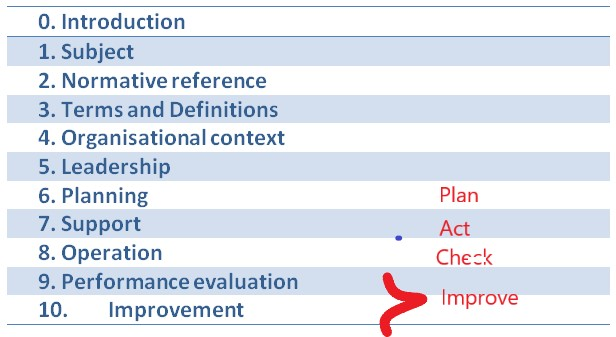 0. Introduction
1. Subject
2. Normative reference
3. Terms and Definitions
4. Organisational context
5. Leadership
6. Planning Plan
7. Support Act
8. Operation Check
9. Performance evaluation
10. Improvement Improve